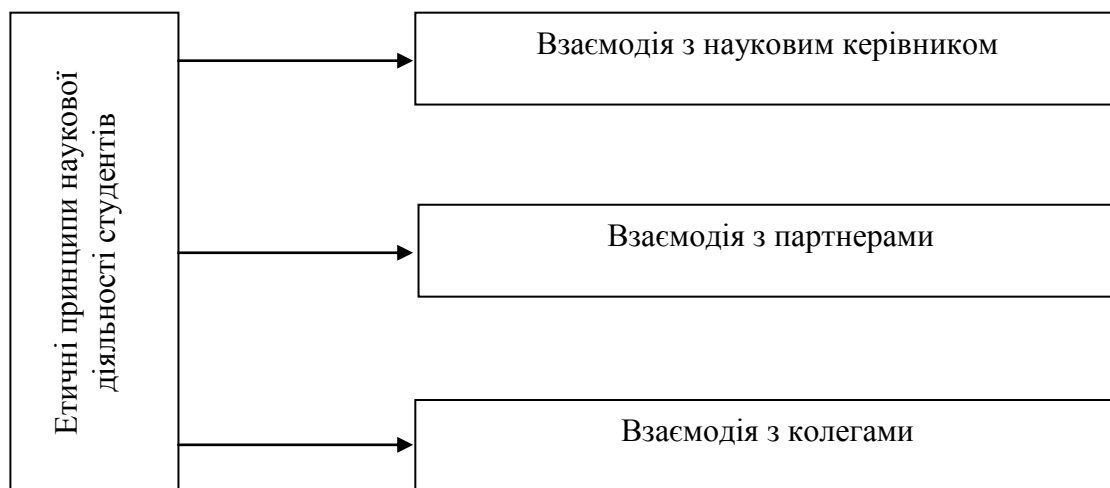 Етичні принципи наукової
діяльності студентів
Взаємодія з науковим керівником
Взаємодія з партнерами
Взаємодія з колегами